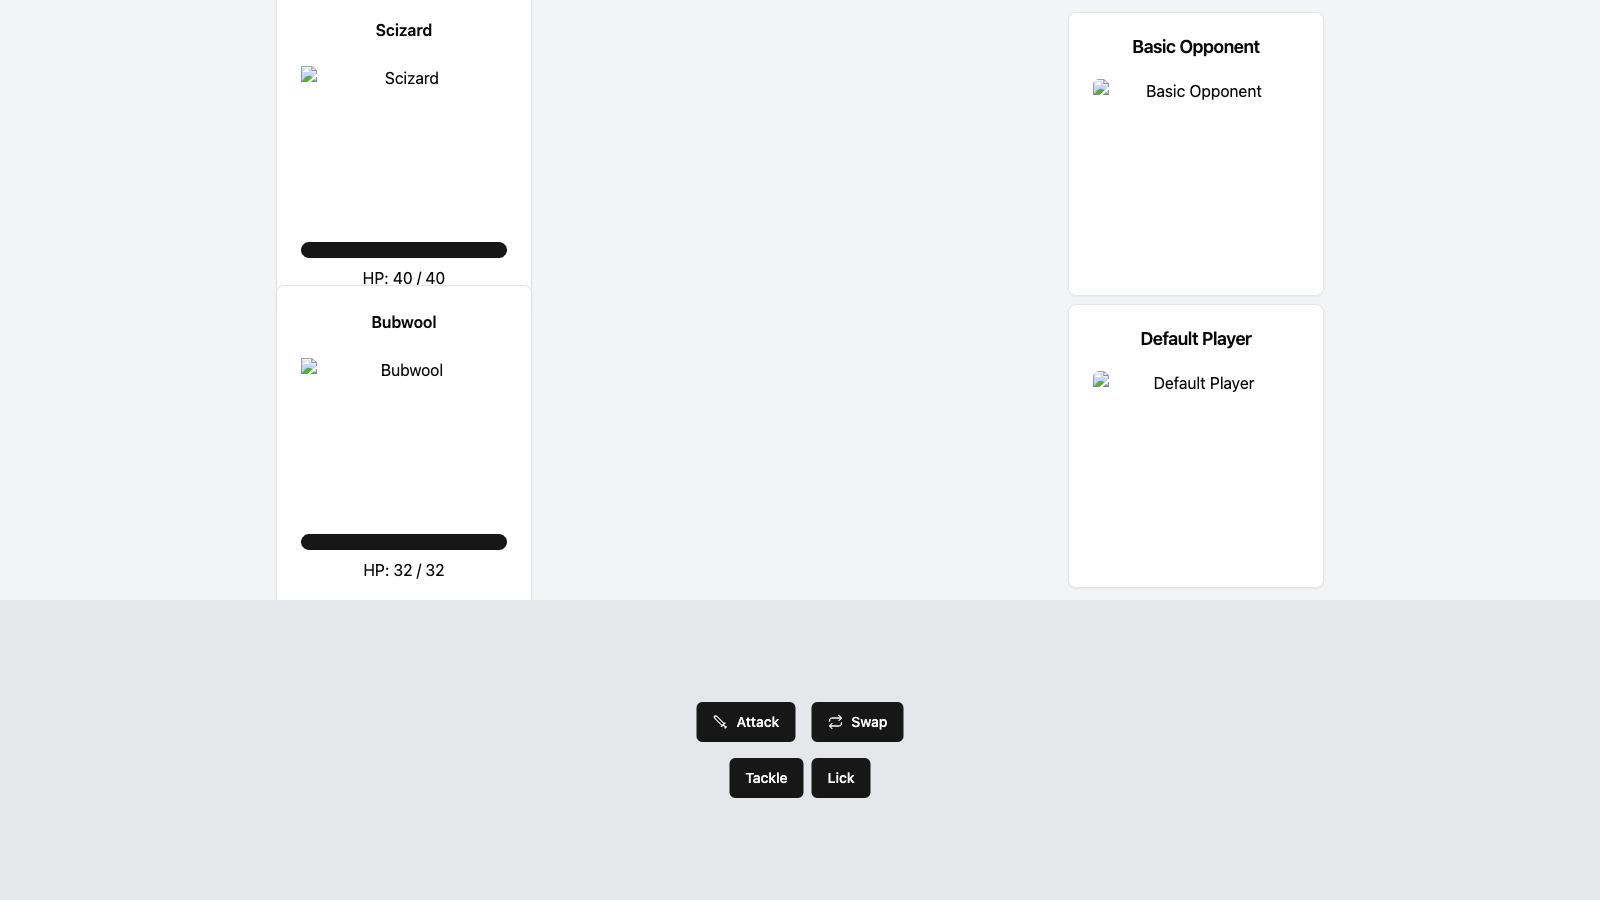 Scizard
Scizard
HP: 40 / 40
Basic Opponent
Basic Opponent
Bubwool
Bubwool
HP: 32 / 32
Default Player
Default Player
Attack
Swap
Tackle
Lick